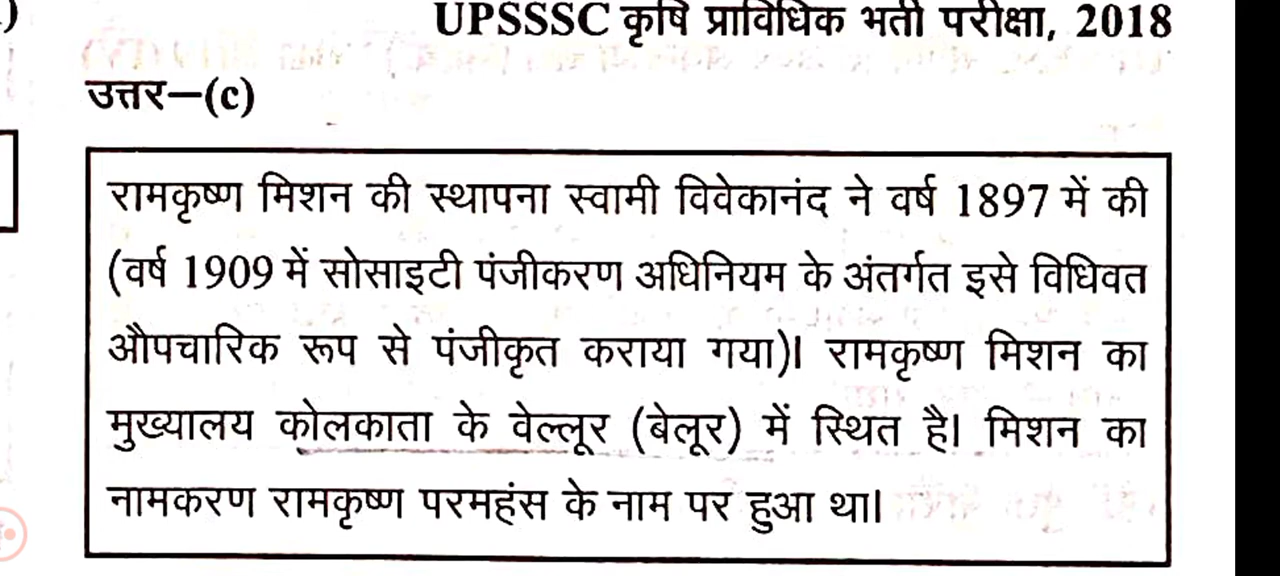 UPSSSC कृषि प्राविधिक भर्ती परीक्षा, 2018
उत्तर–(c)
रामकृष्ण मिशन की स्थापना स्वामी विवेकानंद ने वर्ष 1897 में की
(वर्ष 1909 में सोसाइटी पंजीकरण अधिनियम के अंतर्गत इसे विधिवत
औपचारिक रूप से पंजीकृत कराया गया)। रामकृष्ण मिशन का
मुख्यालय कोलकाता के वेल्लूर (बेलूर) में स्थित है। मिशन का
नामकरण रामकृष्ण परमहंस के नाम पर हुआ था।